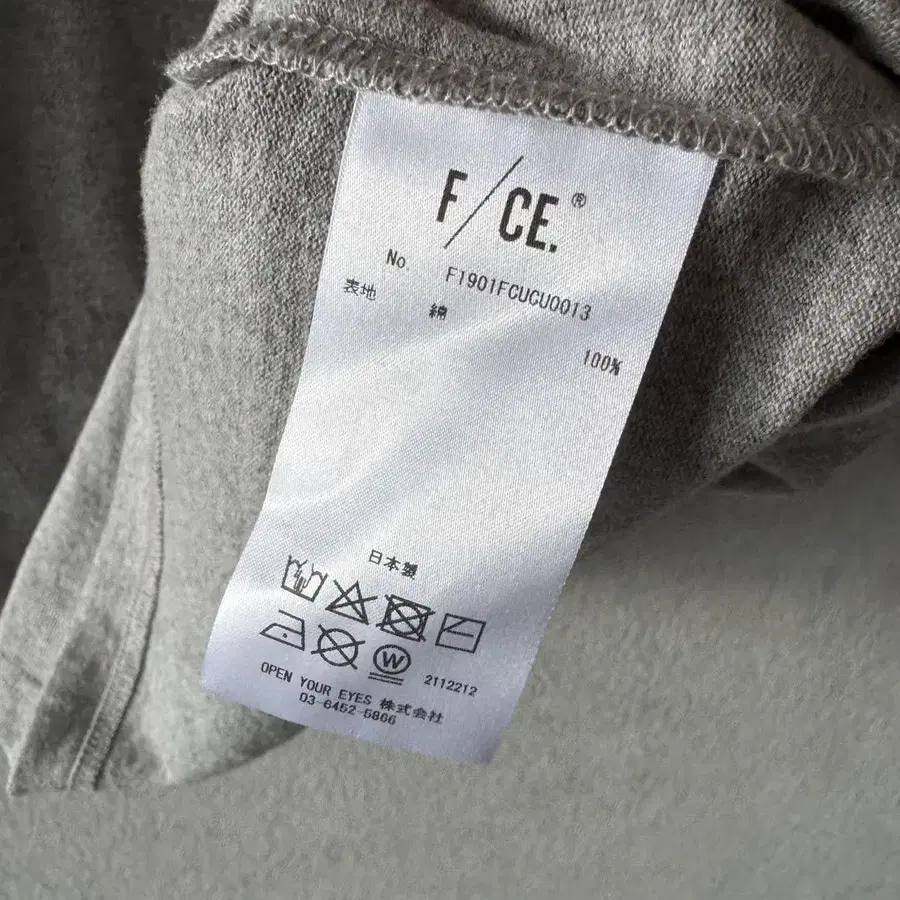 F/CE.®
No. F1901FCUCU0013
表地 綿 100%
日本製
W
2112212
OPEN YOUR EYES 株式会社
03-6452-5866